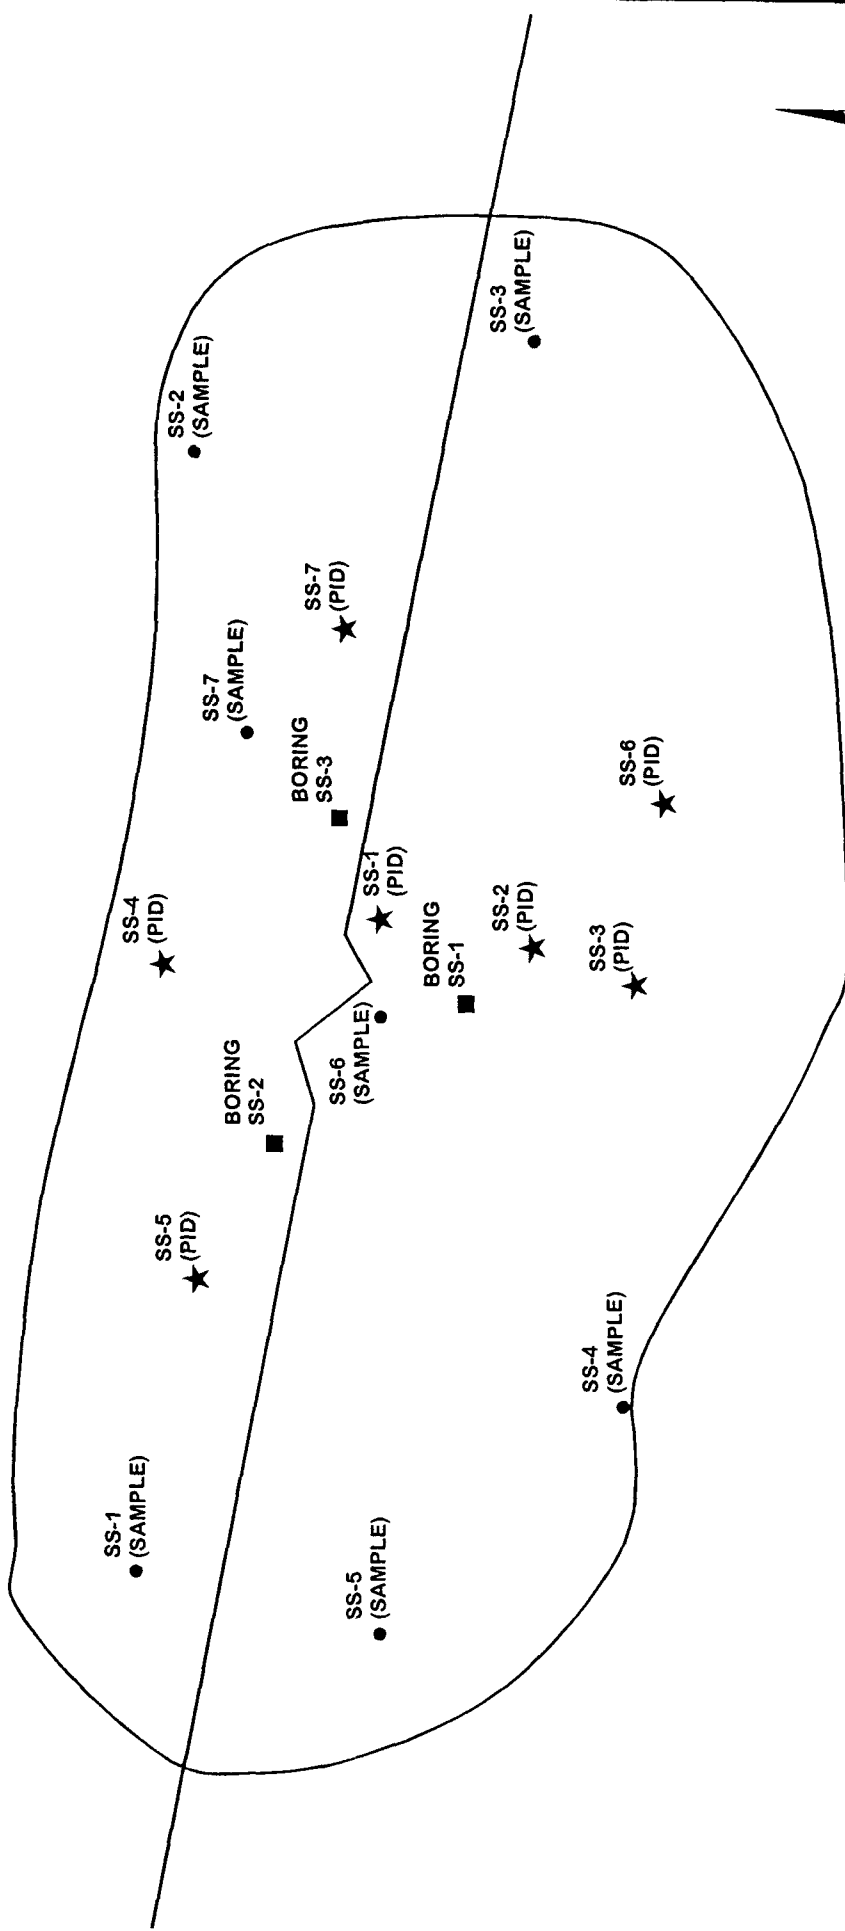 SS-1
(SAMPLE)
SS-5
(PID)
SS-4
(PID)
SS-2
(SAMPLE)
SS-7
(SAMPLE)
BORING
SS-2
BORING
SS-3
SS-7
(PID)
SS-5
(SAMPLE)
SS-6
(SAMPLE)
SS-1
(PID)
BORING
SS-1
SS-2
(PID)
SS-3
(SAMPLE)
SS-4
(SAMPLE)
SS-3
(PID)
SS-6
(PID)